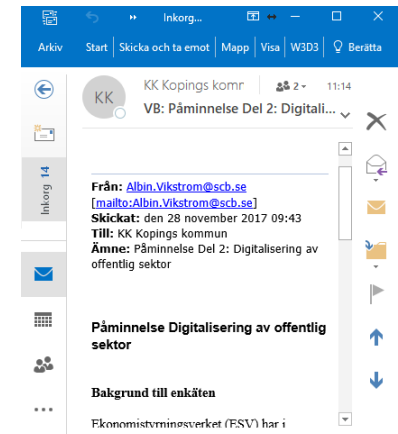 Inkorg...
Arkiv Start Skicka och ta emot Mapp Visa W3D3 Berätta
KK
KK Kopings komr 2 11:14
VB: Påminnelse Del 2: Digitali...
Inkorg 14
Från: Albin.Vikstrom@scb.se
[mailto:Albin.Vikstrom@scb.se]
Skickat: den 28 november 2017 09:43
Till: KK Kopings kommun
Ämne: Påminnelse Del 2: Digitalisering av
offentlig sektor
Påminnelse Digitalisering av offentlig
sektor
Bakgrund till enkäten
Ekonomistyrningsverket (ESV) har i